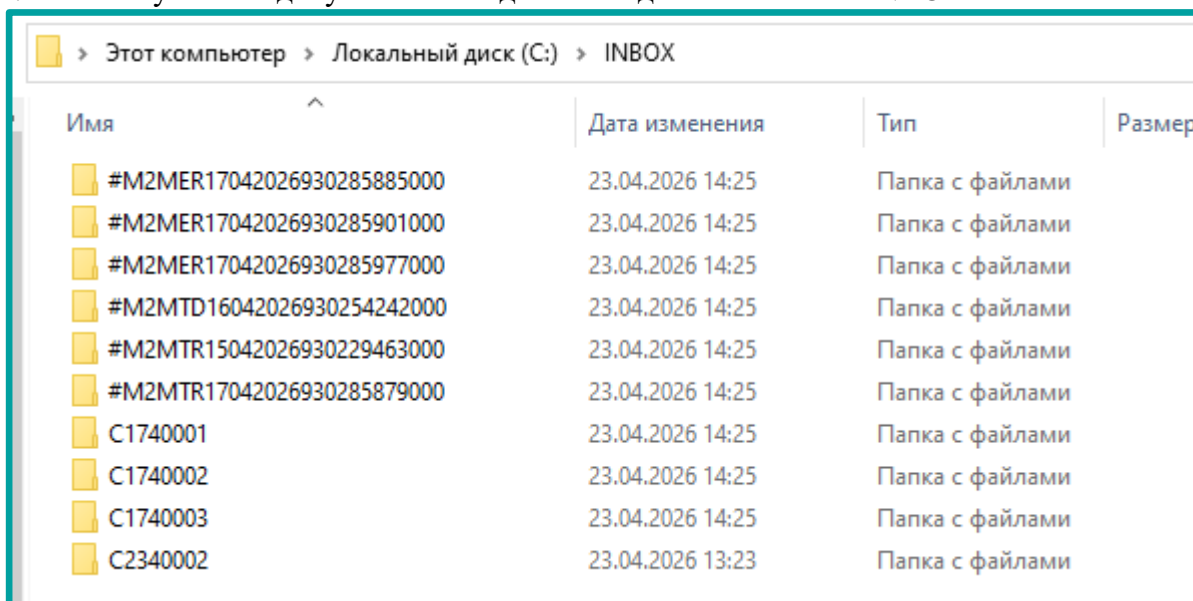 Этот компьютер > Локальный диск (C:) > INBOX
Имя Дата изменения Тип Размер
#M2MER17042026930285885000 23.04.2026 14:25 Папка с файлами
#M2MER17042026930285901000 23.04.2026 14:25 Папка с файлами
#M2MER17042026930285977000 23.04.2026 14:25 Папка с файлами
#M2MTD16042026930254242000 23.04.2026 14:25 Папка с файлами
#M2MTR15042026930229463000 23.04.2026 14:25 Папка с файлами
#M2MTR17042026930285879000 23.04.2026 14:25 Папка с файлами
C1740001 23.04.2026 14:25 Папка с файлами
C1740002 23.04.2026 14:25 Папка с файлами
C1740003 23.04.2026 14:25 Папка с файлами
C2340002 23.04.2026 13:23 Папка с файлами